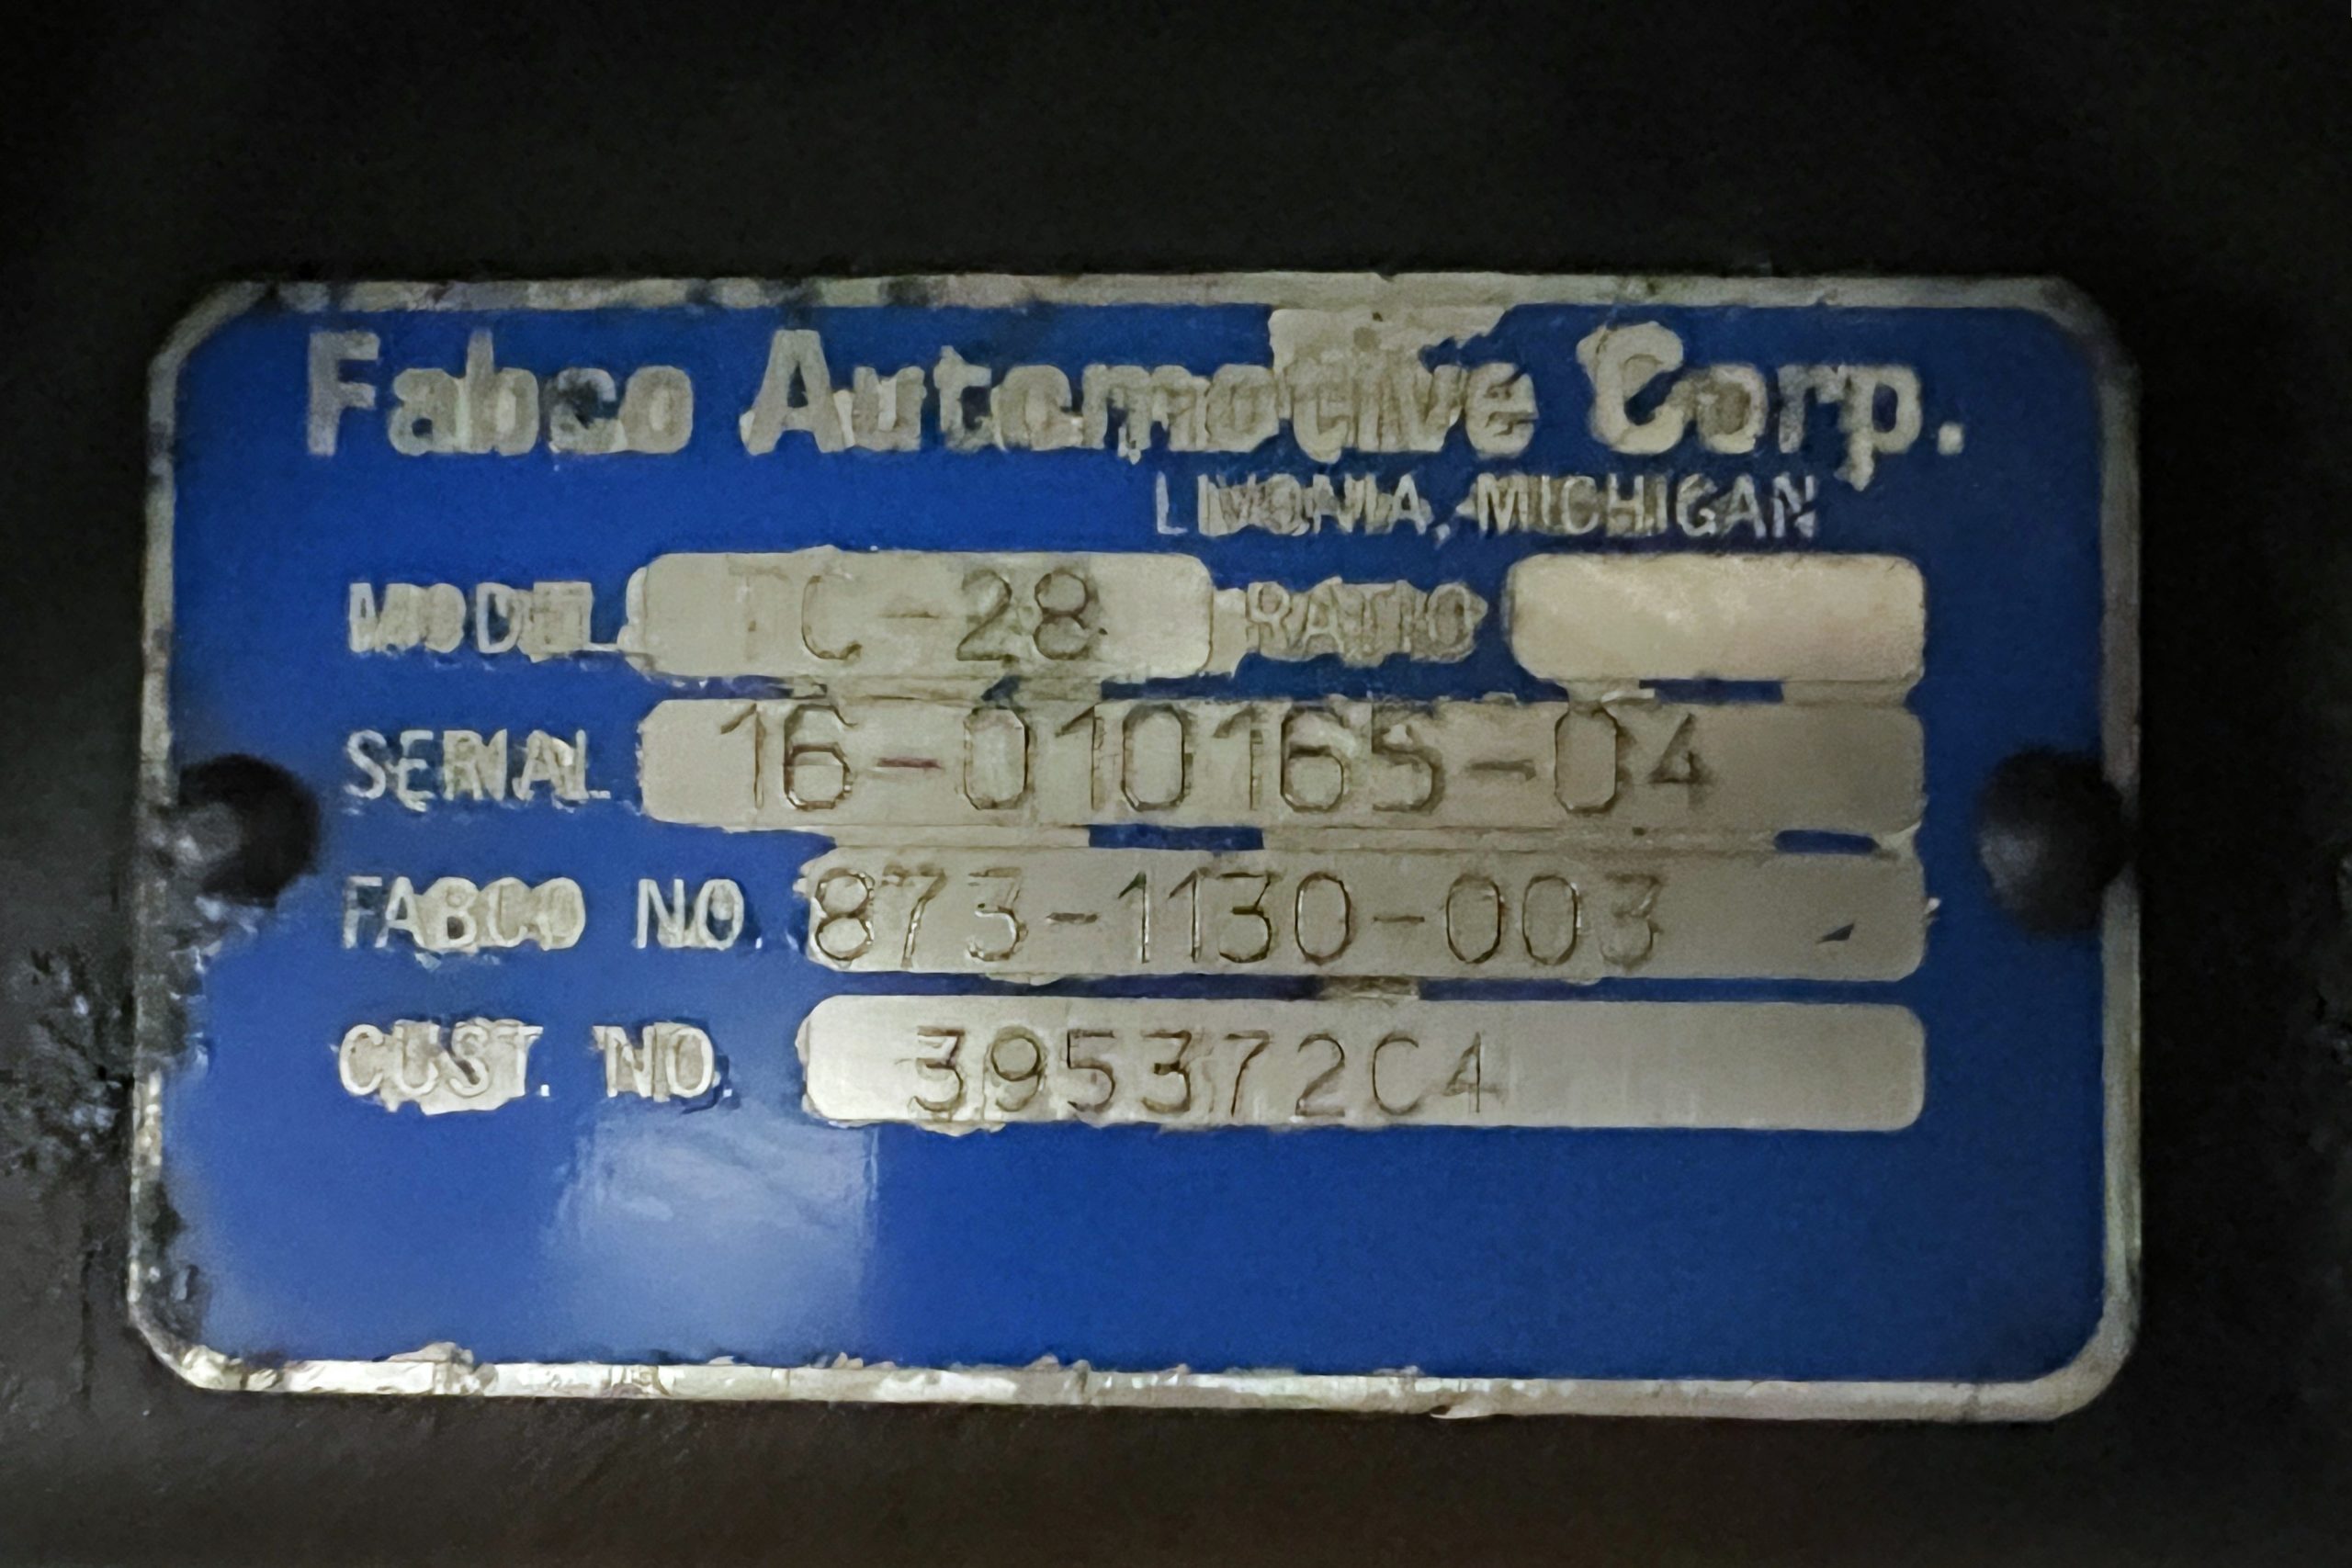 Fabco Automotive Corp.
LIVONIA, MICHIGAN
MODEL TC-28 RATIO
SERIAL 16-010165-04
FABCO NO. 873-1130-003
CUST. NO. 395372C4